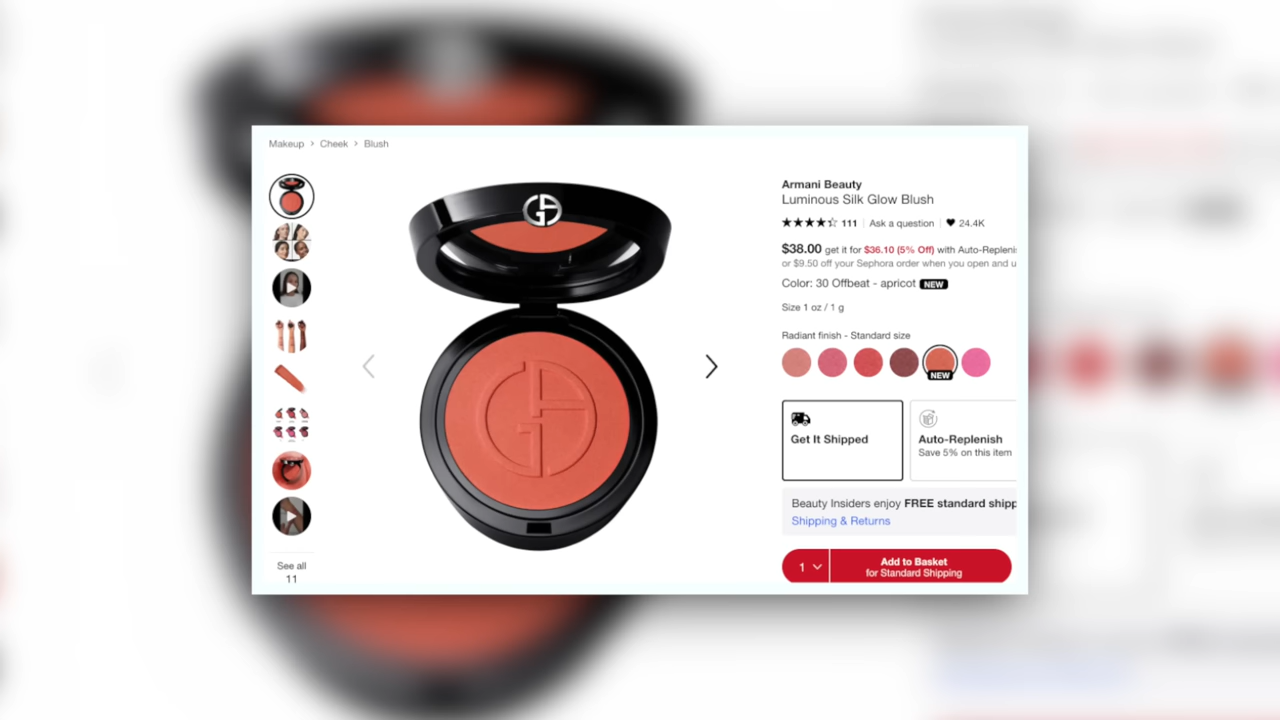 Makeup > Cheek > Blush
Armani Beauty
Luminous Silk Glow Blush
★★★★☆ 111 | Ask a question | ♥ 24.4K
$38.00 get it for $36.10 (5% Off) with Auto-Replenis
or $9.50 off your Sephora order when you open and u
Color: 30 Offbeat - apricot NEW
Size 1 oz / 1 g
Radiant finish - Standard size
NEW
Get It Shipped
Auto-Replenish
Save 5% on this item
Beauty Insiders enjoy FREE standard shipp
Shipping & Returns
1
Add to Basket
for Standard Shipping
See all
11